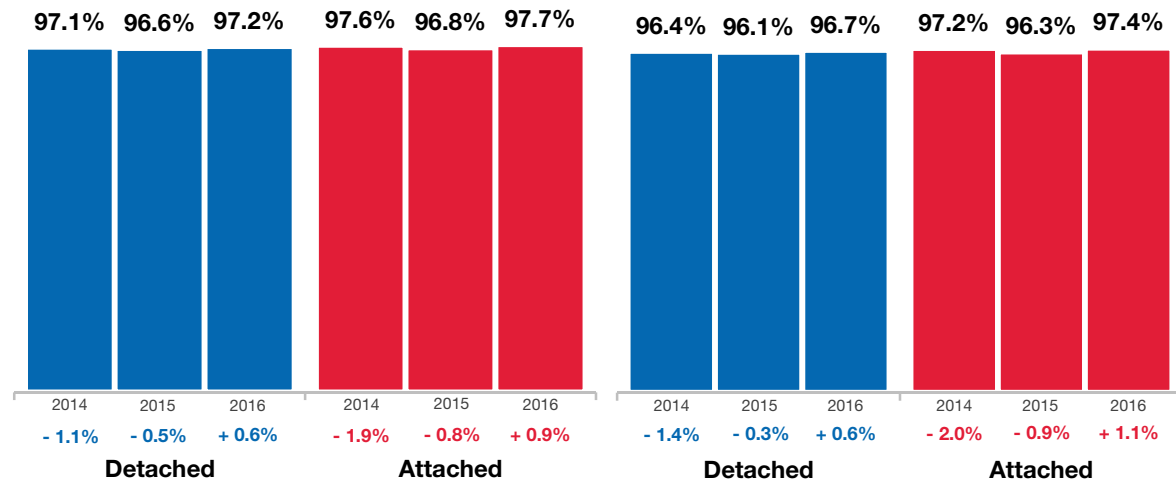 97.1% 96.6% 97.2% 97.6% 96.8% 97.7%
2014 2015 2016 2014 2015 2016
- 1.1% - 0.5% + 0.6% - 1.9% - 0.8% + 0.9%
Detached Attached
96.4% 96.1% 96.7% 97.2% 96.3% 97.4%
2014 2015 2016 2014 2015 2016
- 1.4% - 0.3% + 0.6% - 2.0% - 0.9% + 1.1%
Detached Attached